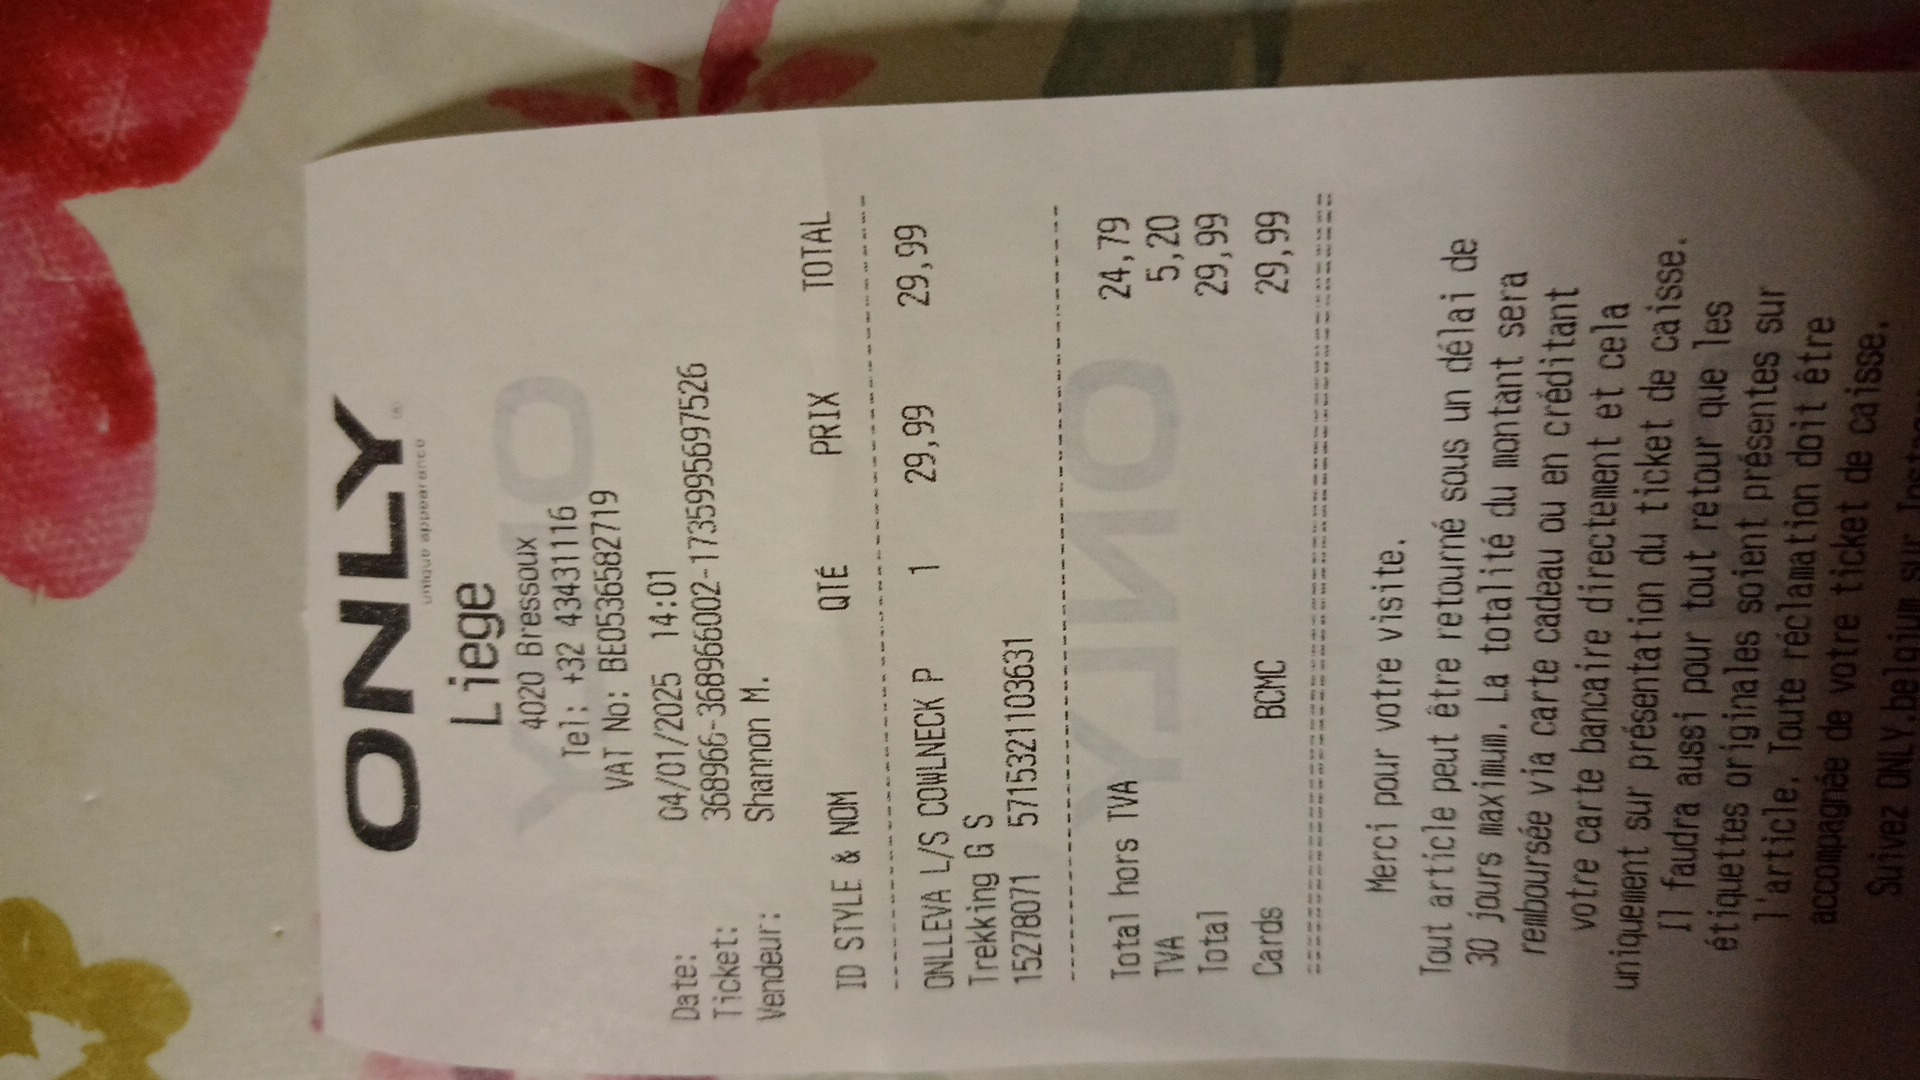 ONLY
unique apparance
Liege
4020 Bressoux
Tel: +32 43431116
VAT No: BE0536582719
Date: 04/01/2025 14:01
Ticket: 368966-368966002-1735995697526
Vendeur: Shannon M.
ID STYLE & NOM QTÉ PRIX TOTAL
ONLLEVA L/S COWLNECK P 1 29,99 29,99
Trekking G S
15278071 5715321103631
Total hors TVA 24,79
TVA 5,20
Total 29,99
Cards BCMC 29,99
Merci pour votre visite.
Tout article peut être retourné sous un délai de
30 jours maximum. La totalité du montant sera
remboursée via carte cadeau ou en créditant
votre carte bancaire directement et cela
uniquement sur présentation du ticket de caisse.
Il faudra aussi pour tout retour que les
étiquettes originales soient présentes sur
l'article. Toute réclamation doit être
accompagnée de votre ticket de caisse.
Suivez ONLY.belgium sur